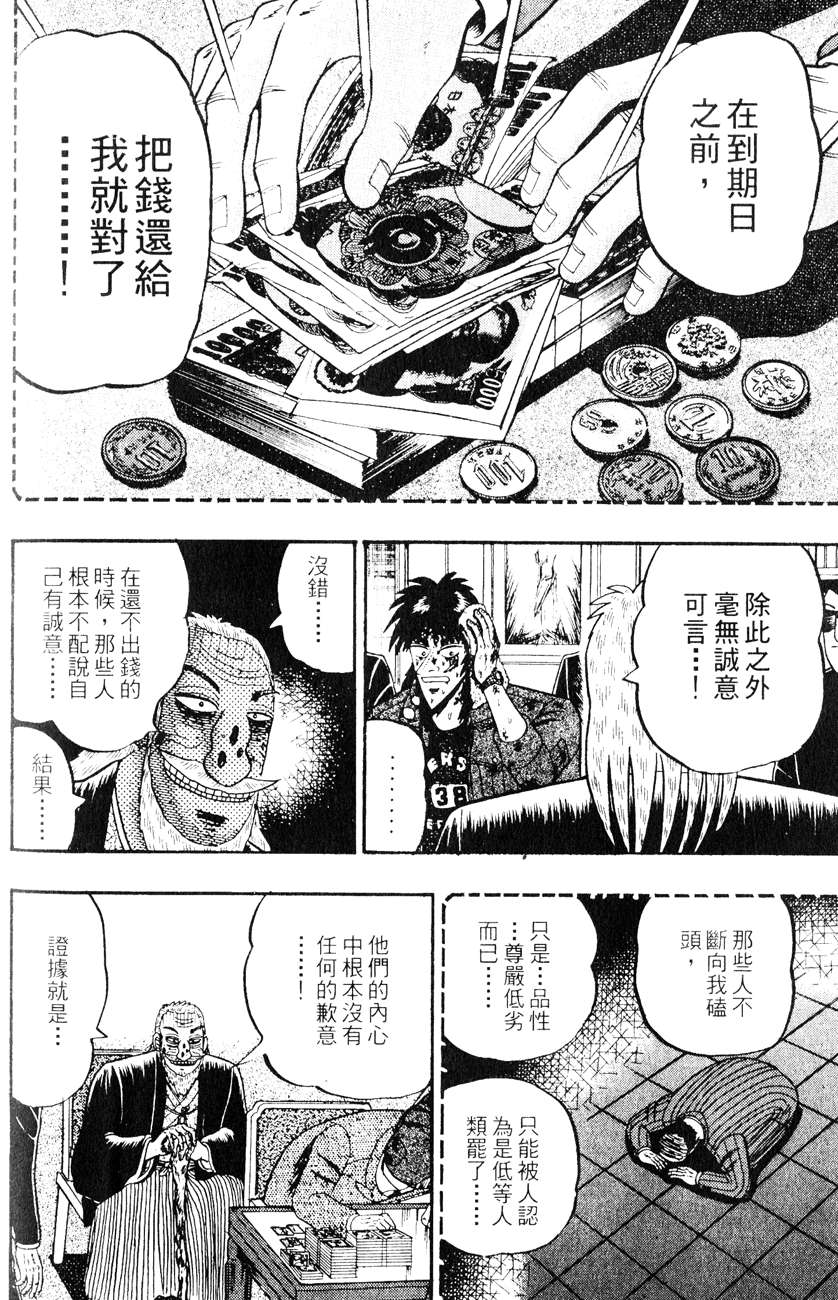 在到期日
之前，
把錢還給
我就對了
………！
除此之外
毫無誠意
可言…！
……
沒錯……
在還不出錢的
時候，那些人
根本不配說自
己有誠意……
結果……
那些人不
斷向我磕
頭，
只是…品性
…尊嚴低劣
而已……
只能被人認
為是低等人
類罷了……
他們的內心
中根本沒有
任何的歉意
……！
證據就是…